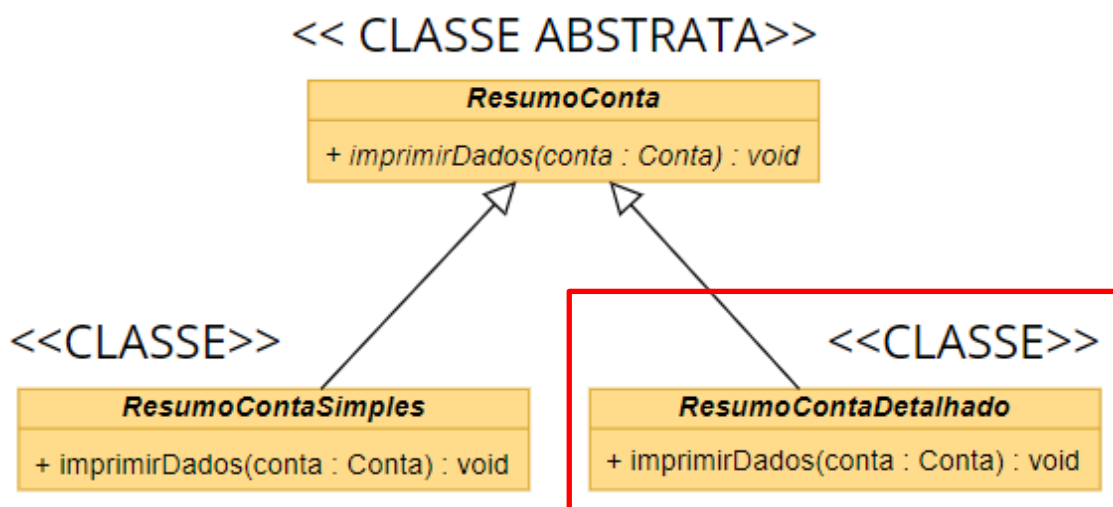 << CLASSE ABSTRATA>>
ResumoConta
+ imprimirDados(conta : Conta) : void
<<CLASSE>>
ResumoContaSimples
+ imprimirDados(conta : Conta) : void
<<CLASSE>>
ResumoContaDetalhado
+ imprimirDados(conta : Conta) : void